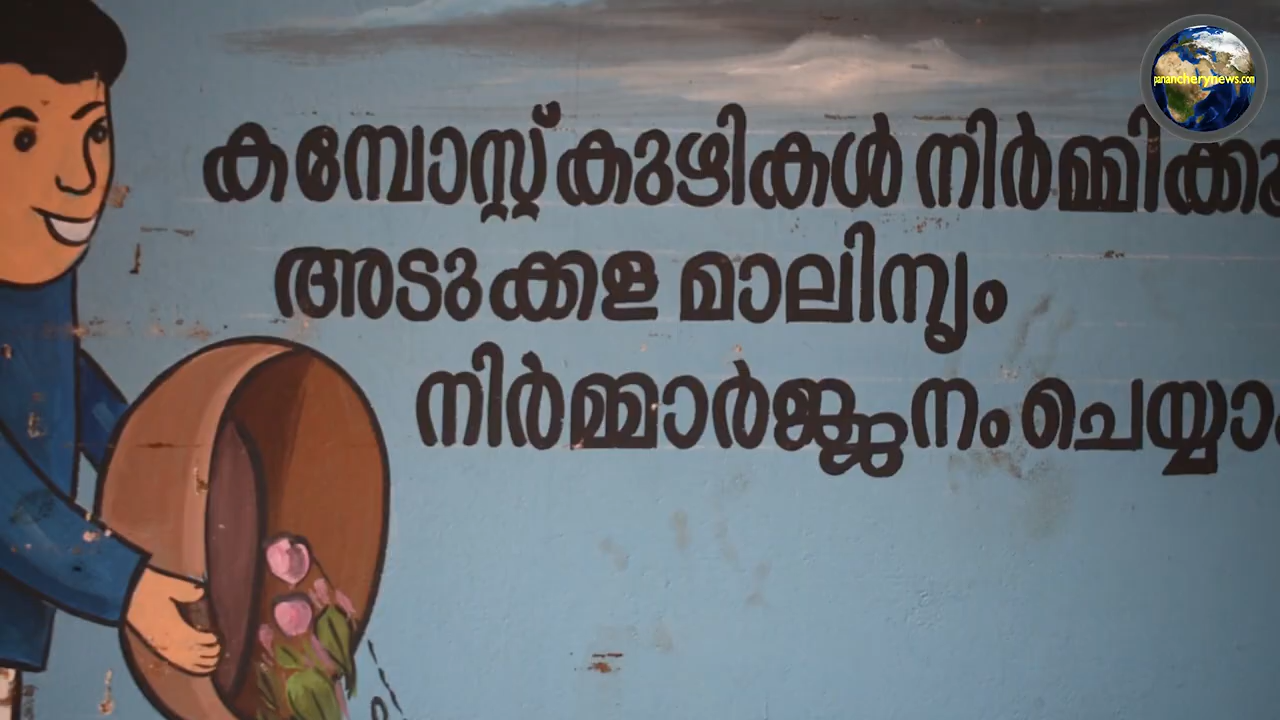 panancherynews.com
കമ്പോസ്റ്റ് കുഴികൾ നിർമ്മിക്കൂ
അടുക്കള മാലിന്യം
നിർമ്മാർജ്ജനം ചെയ്യാം